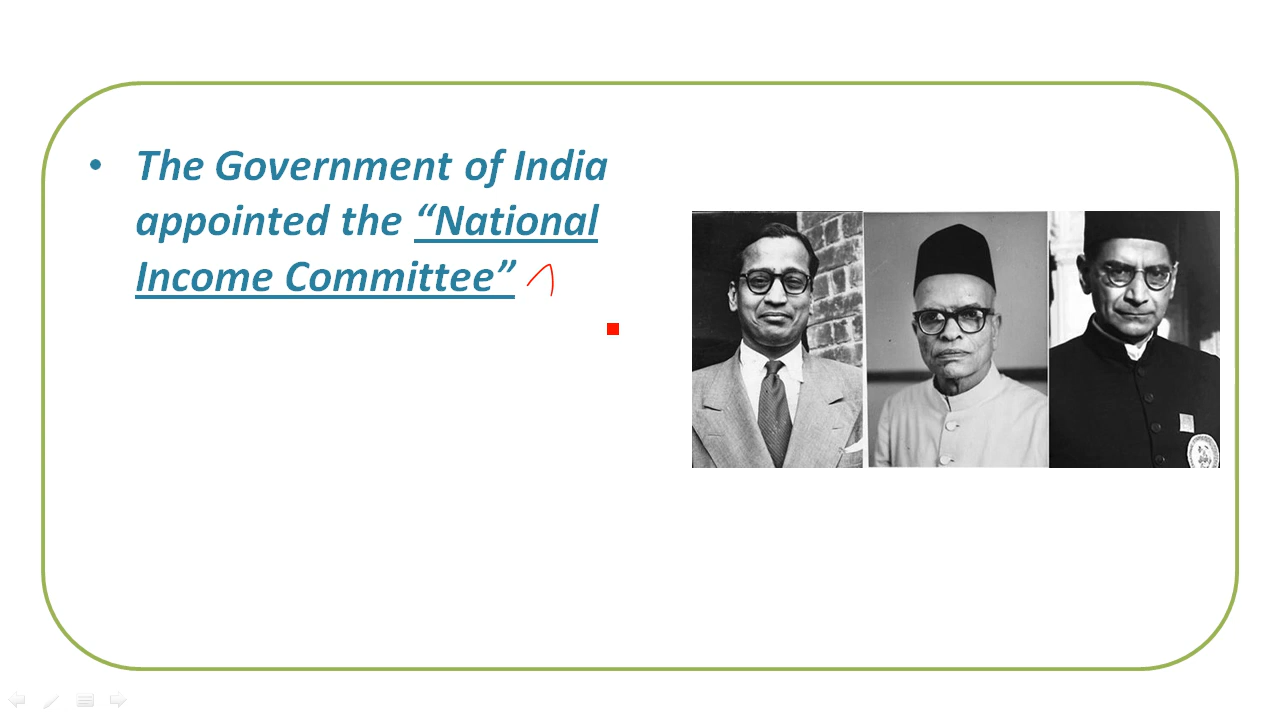 • The Government of India
appointed the “National
Income Committee”